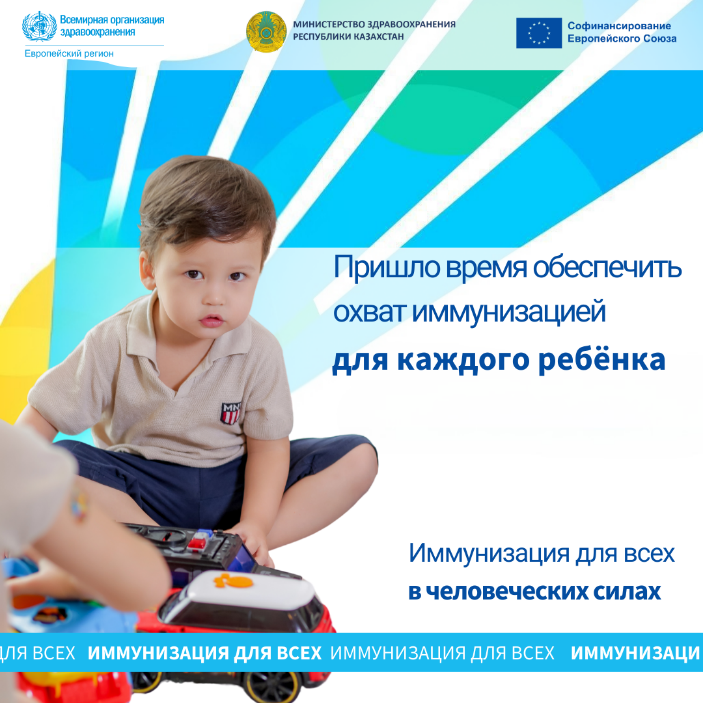 Всемирная организация
здравоохранения
Европейский регион
МИНИСТЕРСТВО ЗДРАВООХРАНЕНИЯ
РЕСПУБЛИКИ КАЗАХСТАН
Софинансирование
Европейского Союза
Пришло время обеспечить
охват иммунизацией
для каждого ребёнка
Иммунизация для всех
в человеческих силах
ДЛЯ ВСЕХ ИММУНИЗАЦИЯ ДЛЯ ВСЕХ ИММУНИЗАЦИЯ ДЛЯ ВСЕХ ИММУНИЗАЦИ